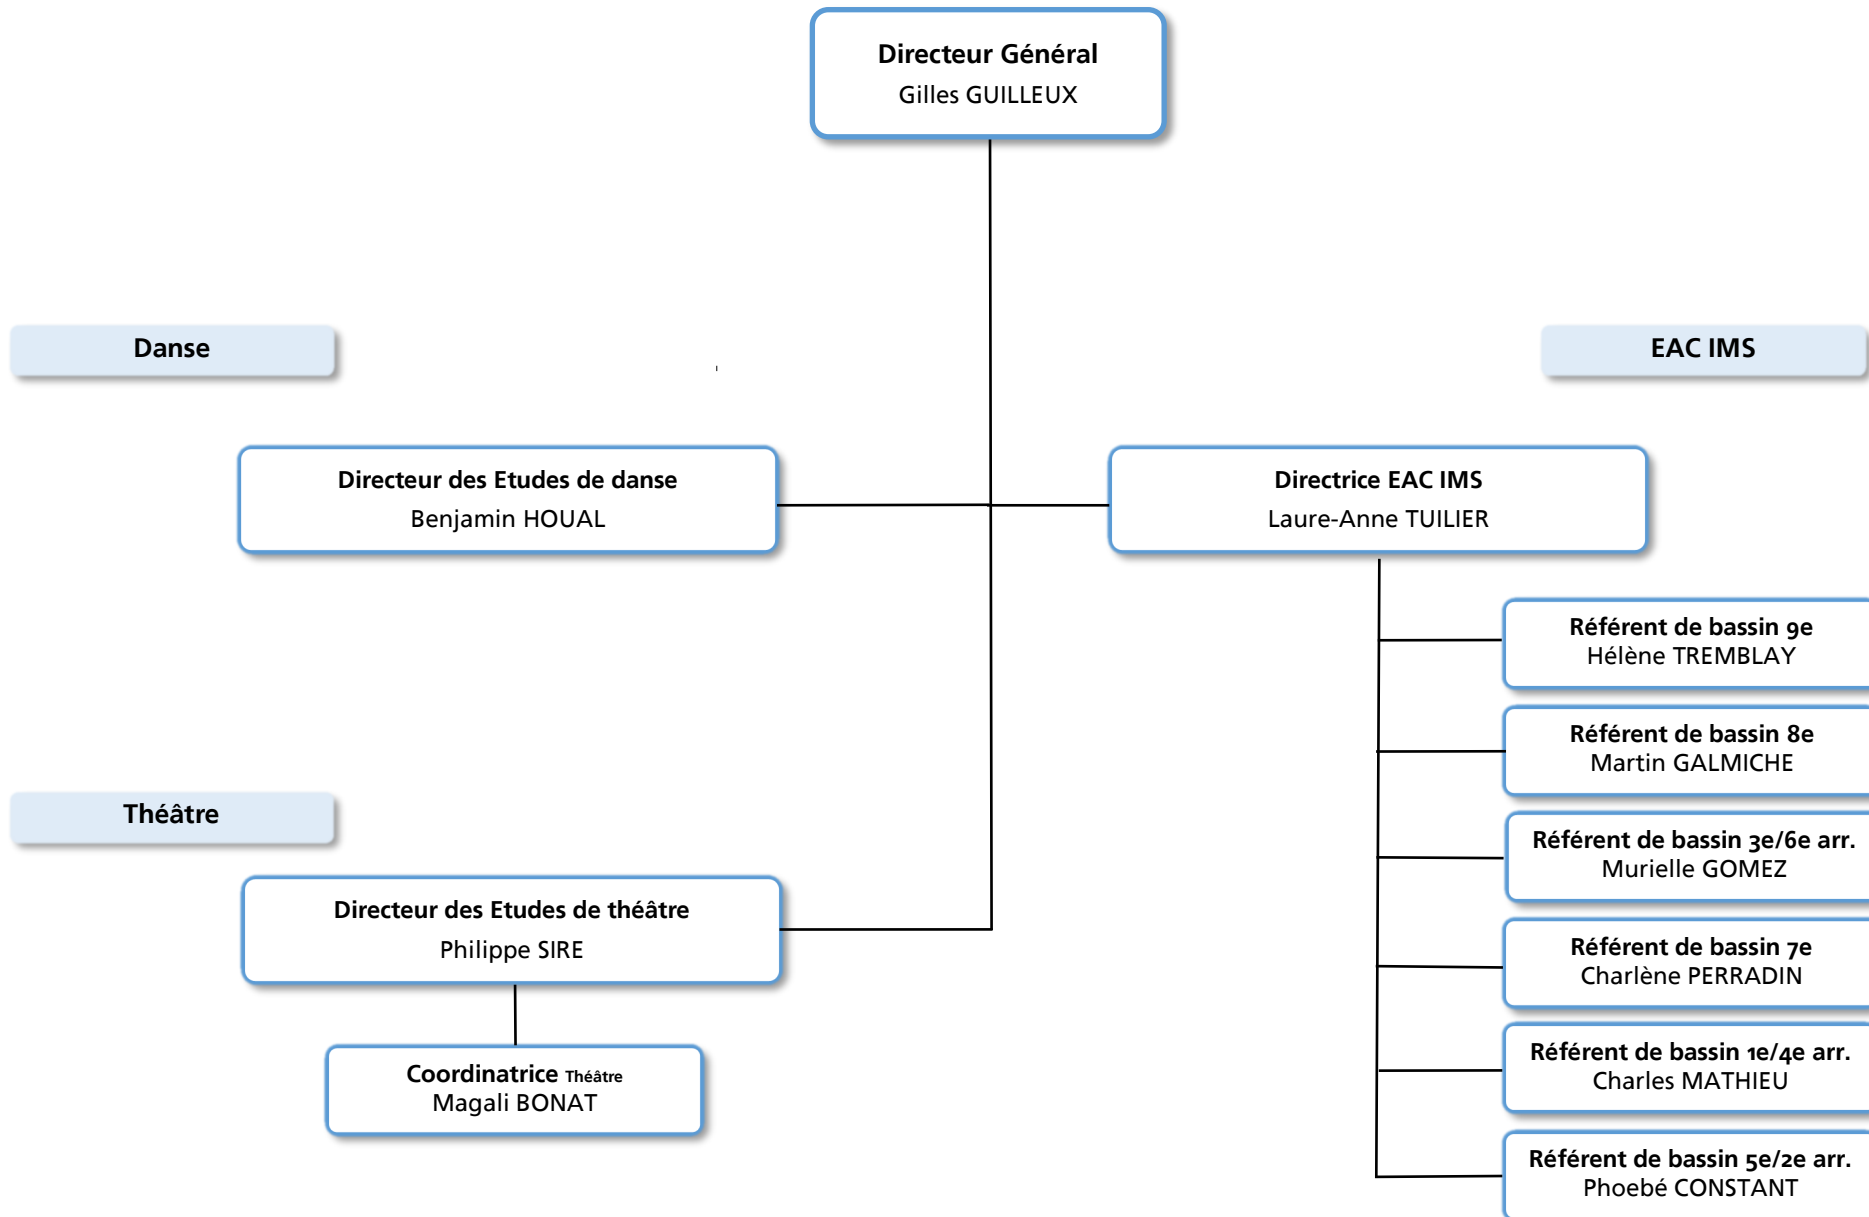 Directeur Général
Gilles GUILLEUX
Danse
EAC IMS
Directeur des Etudes de danse
Benjamin HOUAL
Directrice EAC IMS
Laure-Anne TUILIER
Référent de bassin 9e
Hélène TREMBLAY
Référent de bassin 8e
Martin GALMICHE
Théâtre
Référent de bassin 3e/6e arr.
Murielle GOMEZ
Directeur des Etudes de théâtre
Philippe SIRE
Référent de bassin 7e
Charlène PERRADIN
Coordinatrice Théâtre
Magali BONAT
Référent de bassin 1e/4e arr.
Charles MATHIEU
Référent de bassin 5e/2e arr.
Phoebé CONSTANT